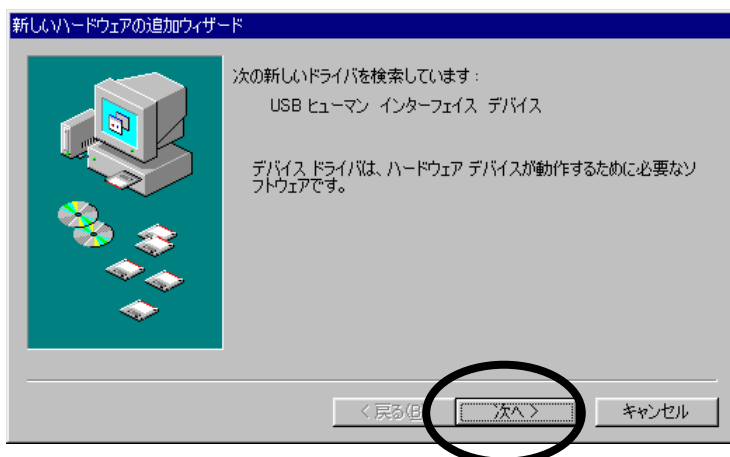 新しいハードウェアの追加ウィザード
次の新しいドライバを検索しています：
USB ヒューマン インターフェイス デバイス
デバイス ドライバは、ハードウェア デバイスが動作するために必要なソ
フトウェアです。
< 戻る(B 次へ > キャンセル